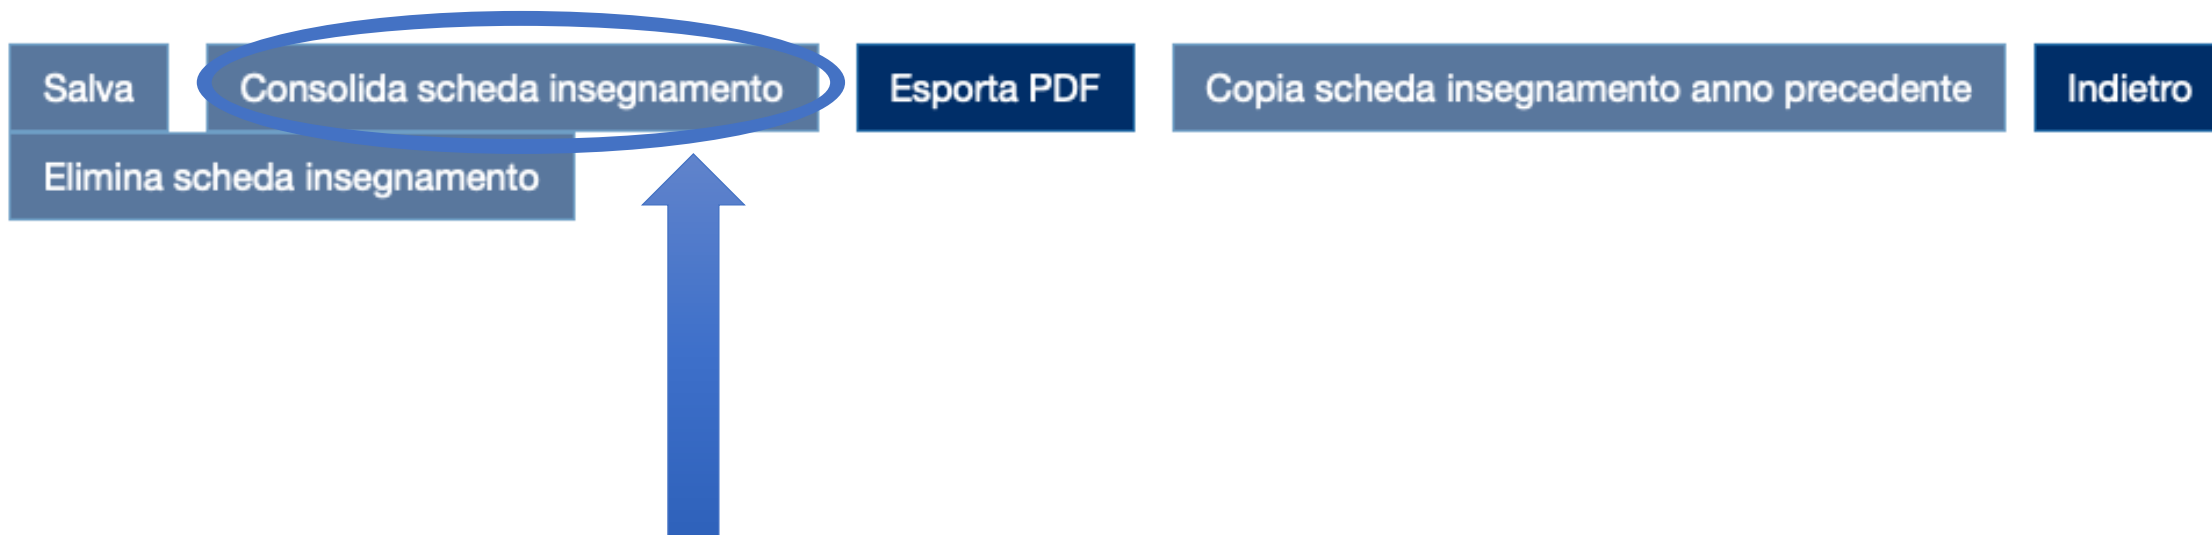 Salva Consolida scheda insegnamento Esporta PDF Copia scheda insegnamento anno precedente Indietro
Elimina scheda insegnamento